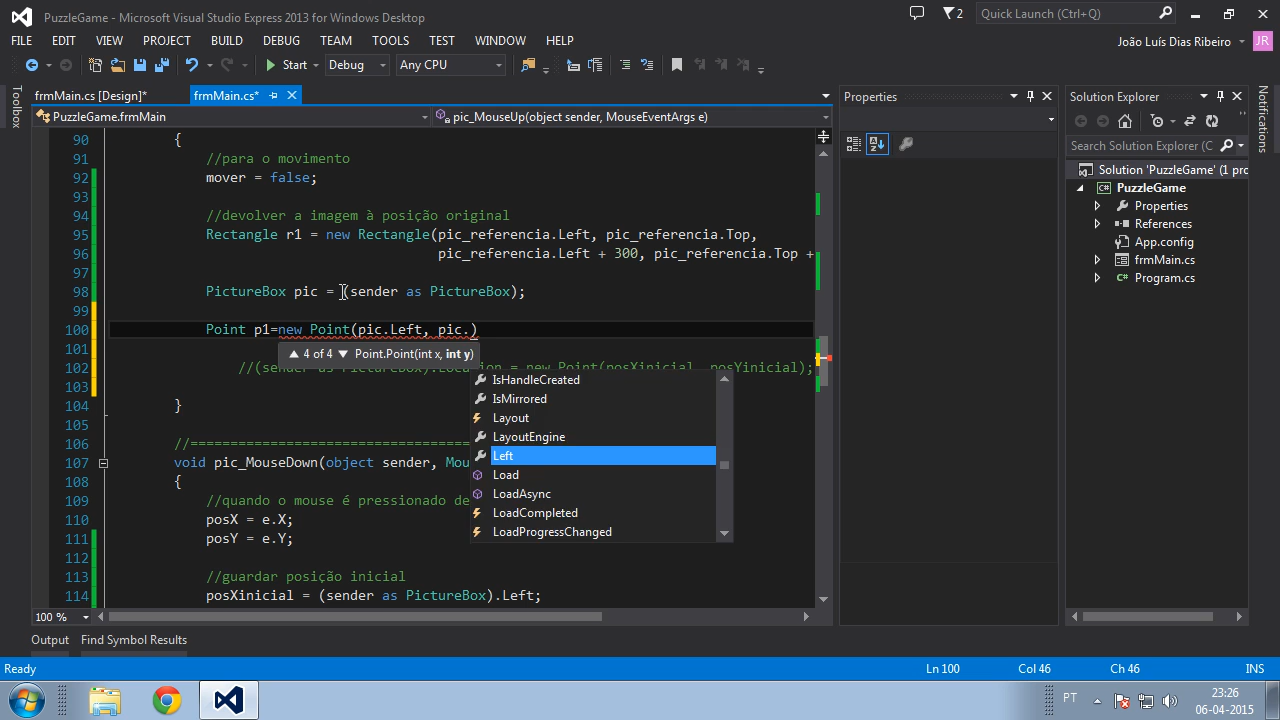 PuzzleGame - Microsoft Visual Studio Express 2013 for Windows Desktop
2
Quick Launch (Ctrl+Q)
FILE EDIT VIEW PROJECT BUILD DEBUG TEAM TOOLS TEST WINDOW HELP
João Luís Dias Ribeiro JR
Start Debug Any CPU
Toolbox
frmMain.cs [Design]* frmMain.cs*
PuzzleGame.frmMain pic_MouseUp(object sender, MouseEventArgs e)
90 {
91 //para o movimento
92 mover = false;
93
94 //devolver a imagem à posição original
95 Rectangle r1 = new Rectangle(pic_referencia.Left, pic_referencia.Top,
96 pic_referencia.Left + 300, pic_referencia.Top +
97
98 PictureBox pic = (sender as PictureBox);
99
100 Point p1=new Point(pic.Left, pic.)
101
4 of 4 Point.Point(int x, int y)
102 //(sender as PictureBox).Location = new Point(posXinicial, posYinicial);
103
104 }
105
106 //===================================
107 void pic_MouseDown(object sender, Mou
108 {
109 //quando o mouse é pressionado de
110 posX = e.X;
111 posY = e.Y;
112
113 //guardar posição inicial
114 posXinicial = (sender as PictureBox).Left;
IsHandleCreated
IsMirrored
Layout
LayoutEngine
Left
Load
LoadAsync
LoadCompleted
LoadProgressChanged
100 %
Properties
Solution Explorer
Search Solution Explorer (C
Solution 'PuzzleGame' (1 pro
PuzzleGame
Properties
References
App.config
frmMain.cs
Program.cs
Notifications
Output Find Symbol Results
Ready Ln 100 Col 46 Ch 46 INS
PT
23:26
06-04-2015